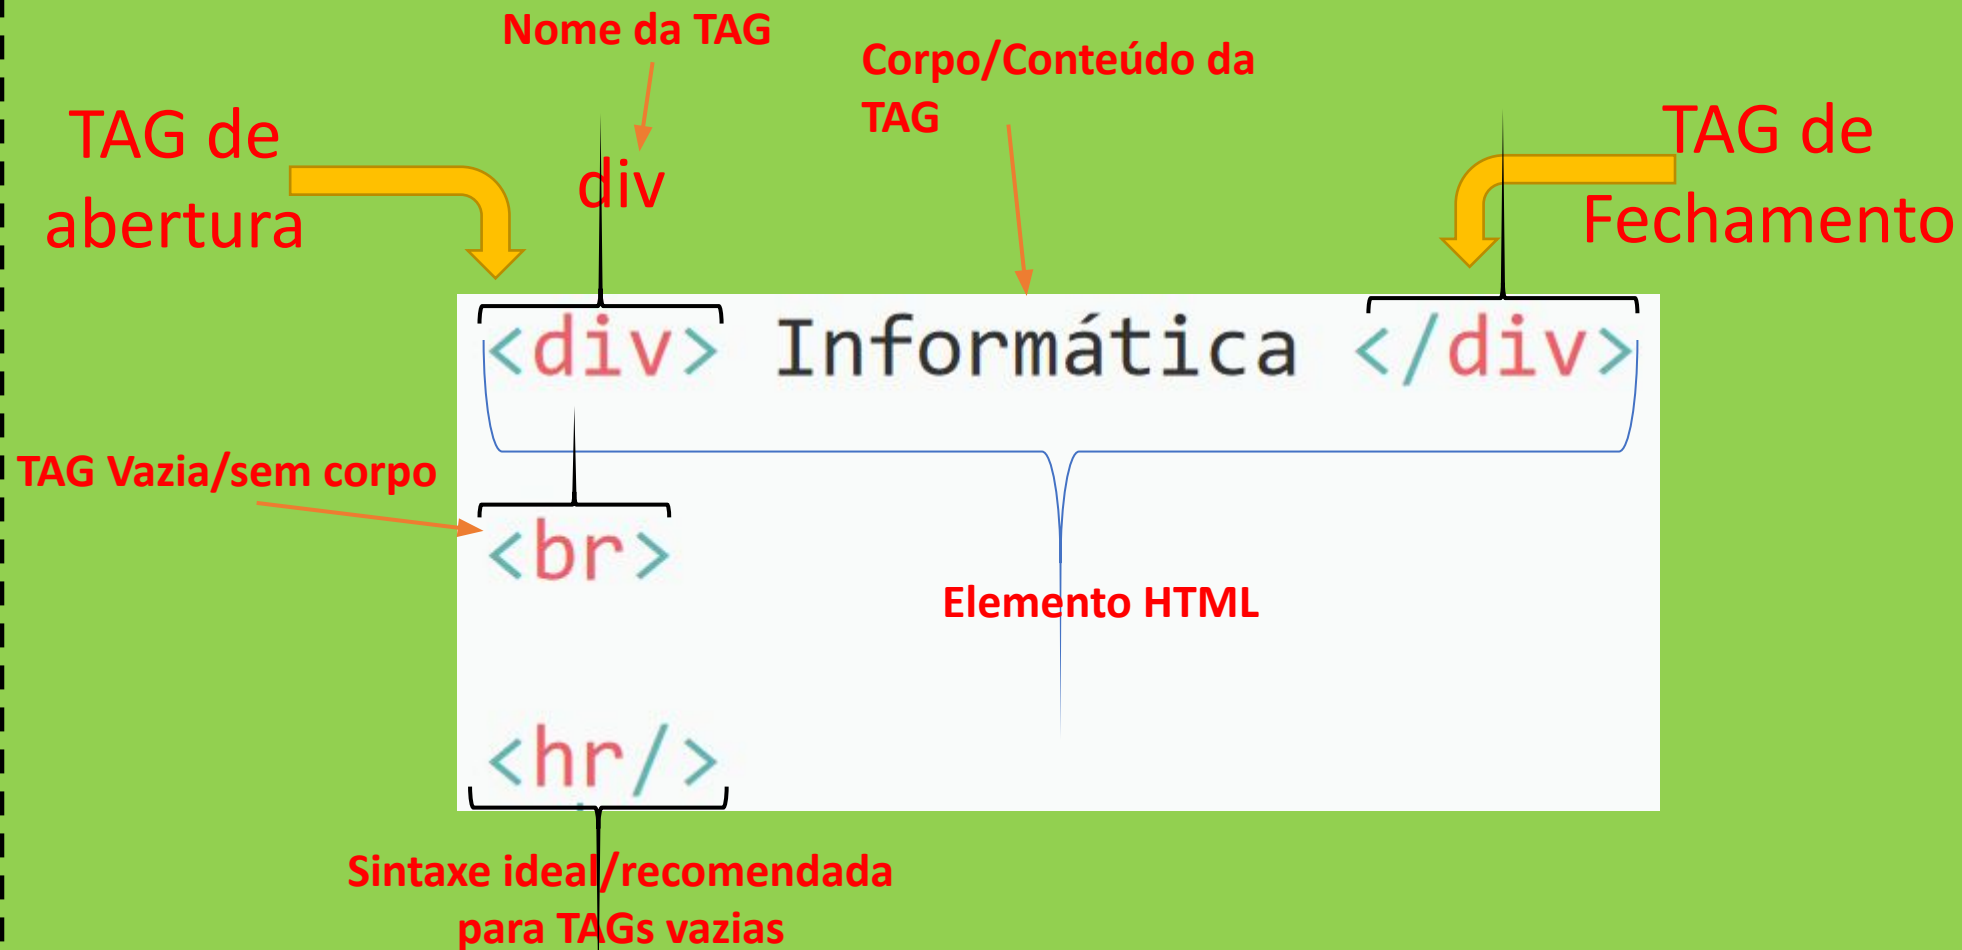 Nome da TAG
Corpo/Conteúdo da
TAG
TAG de
abertura
div
TAG de
Fechamento
<div> Informática </div>
TAG Vazia/sem corpo
<br>
Elemento HTML
<hr/>
Sintaxe ideal/recomendada
para TAGs vazias